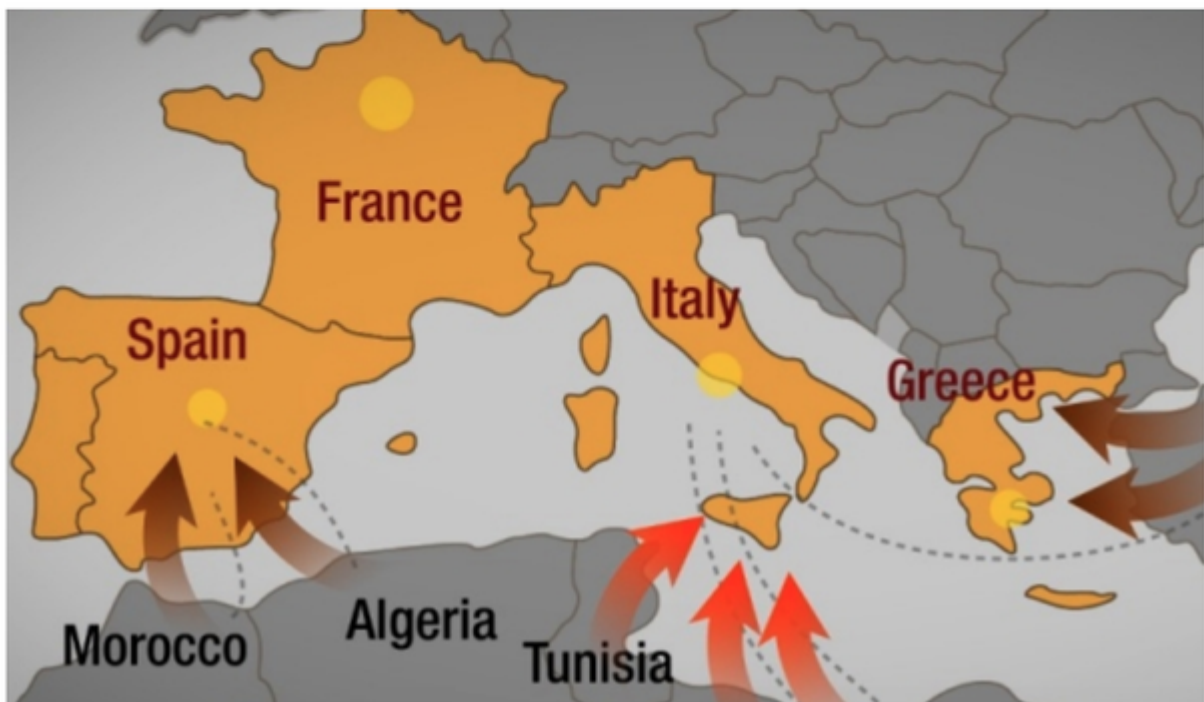 France
Italy
Spain
Greece
Algeria
Morocco
Tunisia